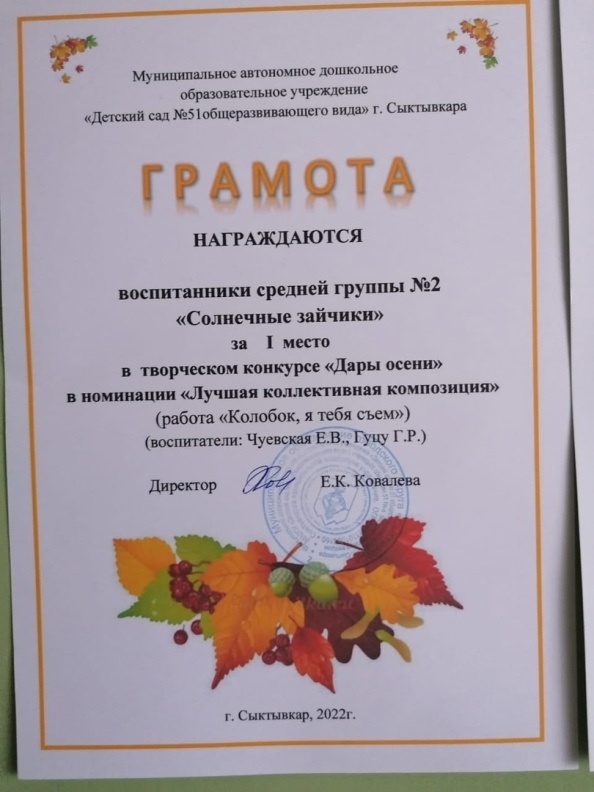 Муниципальное автономное дошкольное
образовательное учреждение
«Детский сад №51общеразвивающего вида» г. Сыктывкара
ГРАМОТА
НАГРАЖДАЮТСЯ
воспитанники средней группы №2
«Солнечные зайчики»
за I место
в творческом конкурсе «Дары осени»
в номинации «Лучшая коллективная композиция»
(работа «Колобок, я тебя съем»)
(воспитатели: Чуевская Е.В., Гуцу Г.Р.)
Директор Е.К. Ковалева
г. Сыктывкар, 2022г.